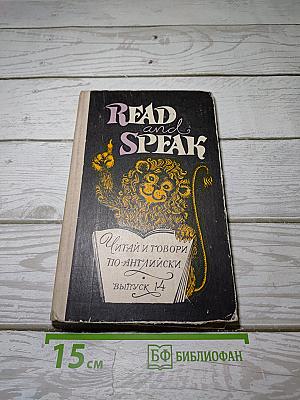 READ
and
SPEAK
ЧИТАЙ И ГОВОРИ
ПО-АНГЛИЙСКИ
ВЫПУСК 14
15 см
БФ БИБЛИОФАН